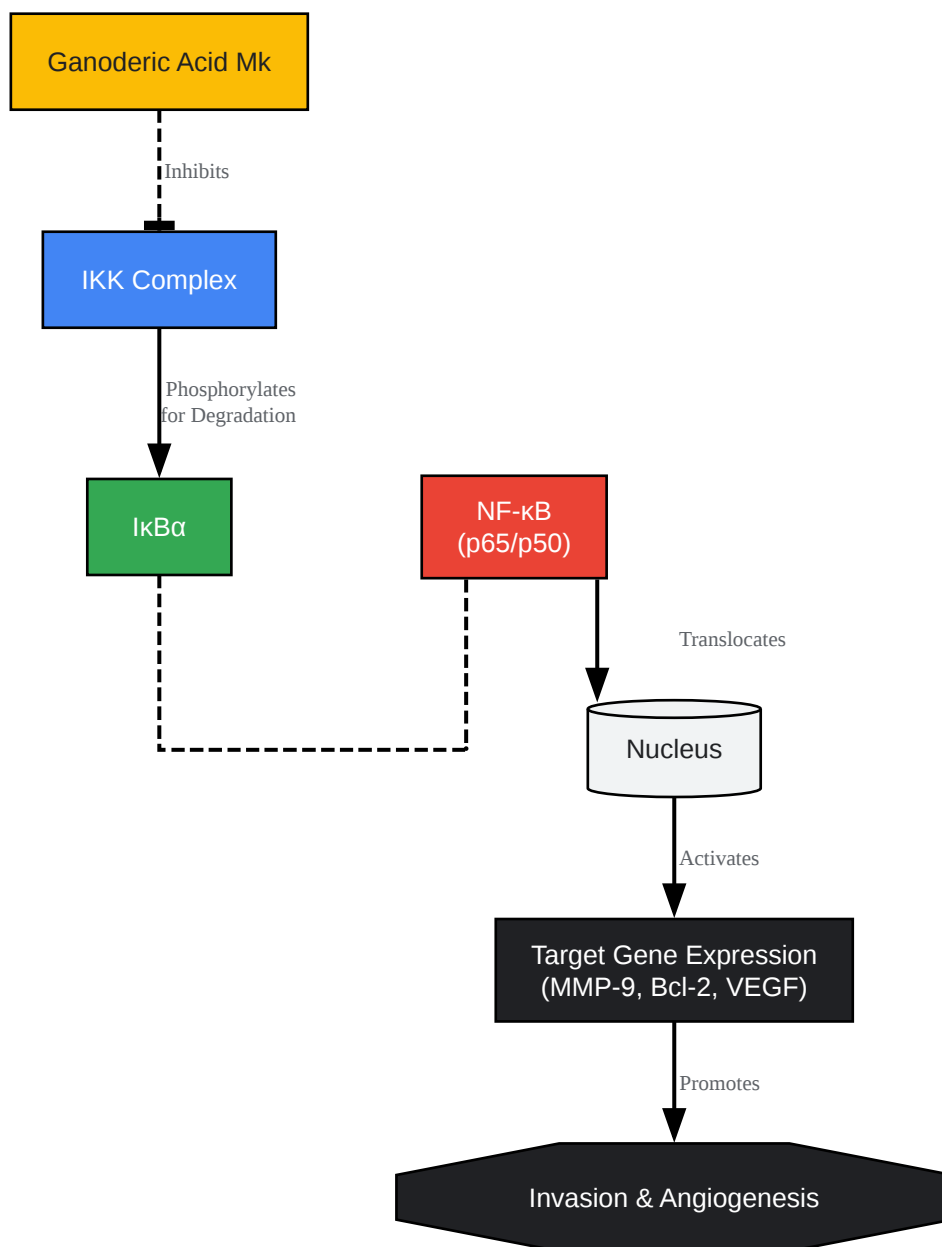 Ganoderic Acid Mk
Inhibits
IKK Complex
Phosphorylates
for Degradation
IκBα
NF-κB
(p65/p50)
Translocates
Nucleus
Activates
Target Gene Expression
(MMP-9, Bcl-2, VEGF)
Promotes
Invasion & Angiogenesis